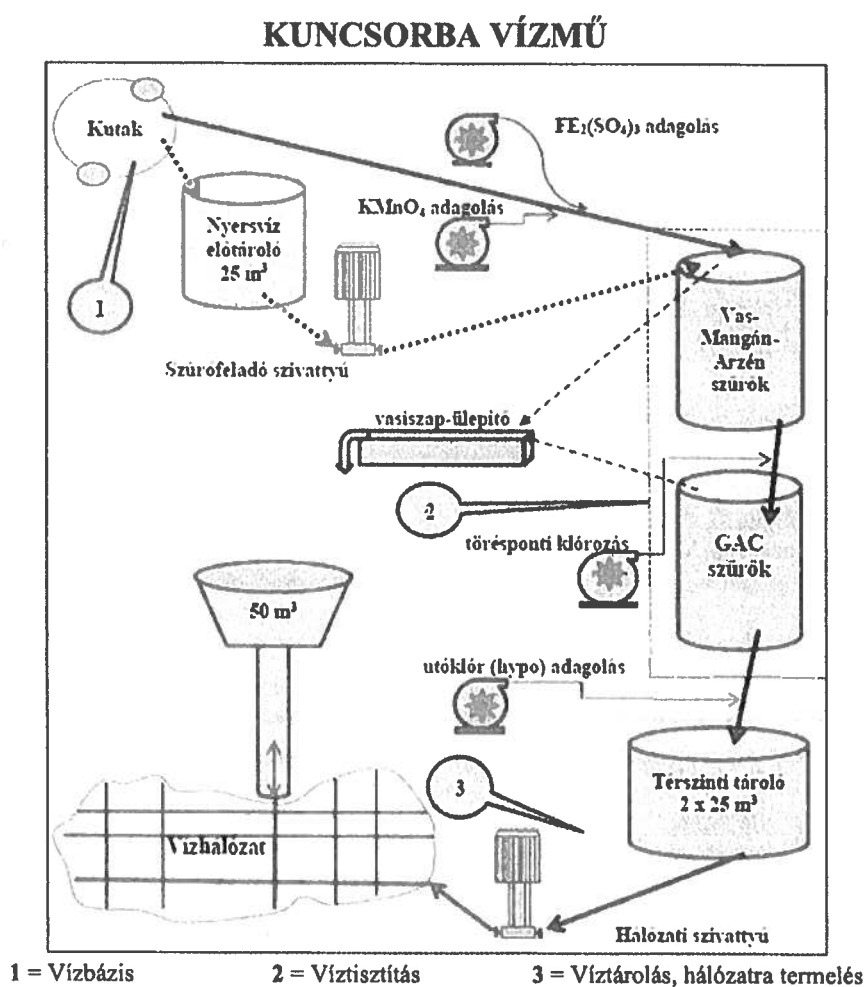 KUNCSORBA VÍZMŰ
Kutak
FE₂(SO₄)₃ adagolás
KMnO₄ adagolás
Nyersvíz
előtároló
25 m³
1
Szűrőfeladó szivattyú
Vas-
Mangán-
Arzén
szűrők
vasiszap-ülepítő
2
törésponti klórozás
GAC
szűrők
50 m³
utóklór (hypo) adagolás
3
Térszinti tároló
2 x 25 m³
Vízhálózat
Hálózati szivattyú
1 = Vízbázis 2 = Víztisztítás 3 = Víztárolás, hálózatra termelés